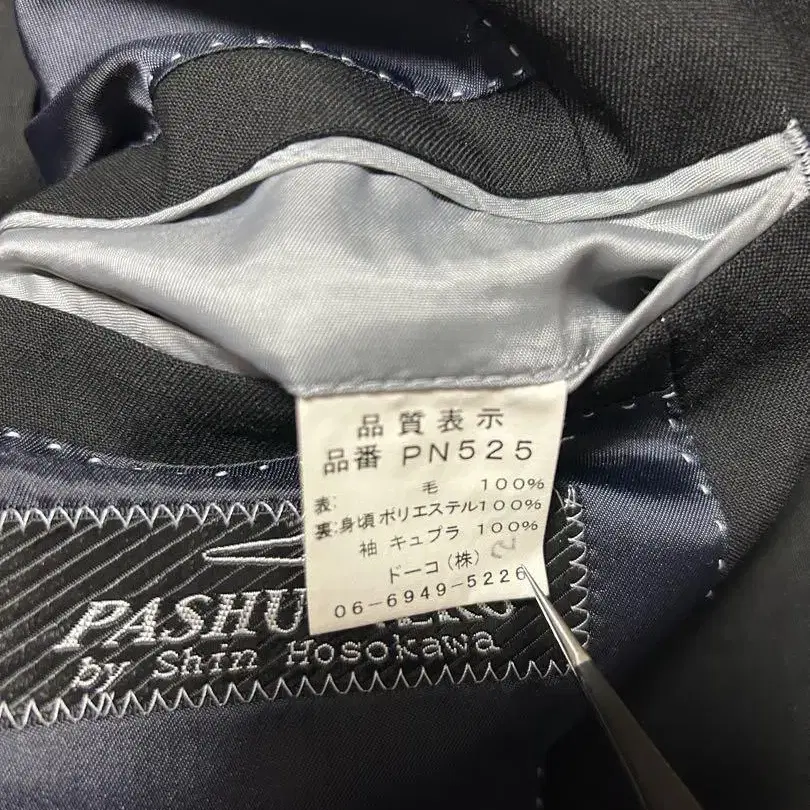 品質表示
品番 PN525
表: 毛 100%
裏:身頃 ポリエステル100%
袖 キュプラ 100%
ドーコ(株)
06-6949-5226
PASHU
by Shin Hosokawa